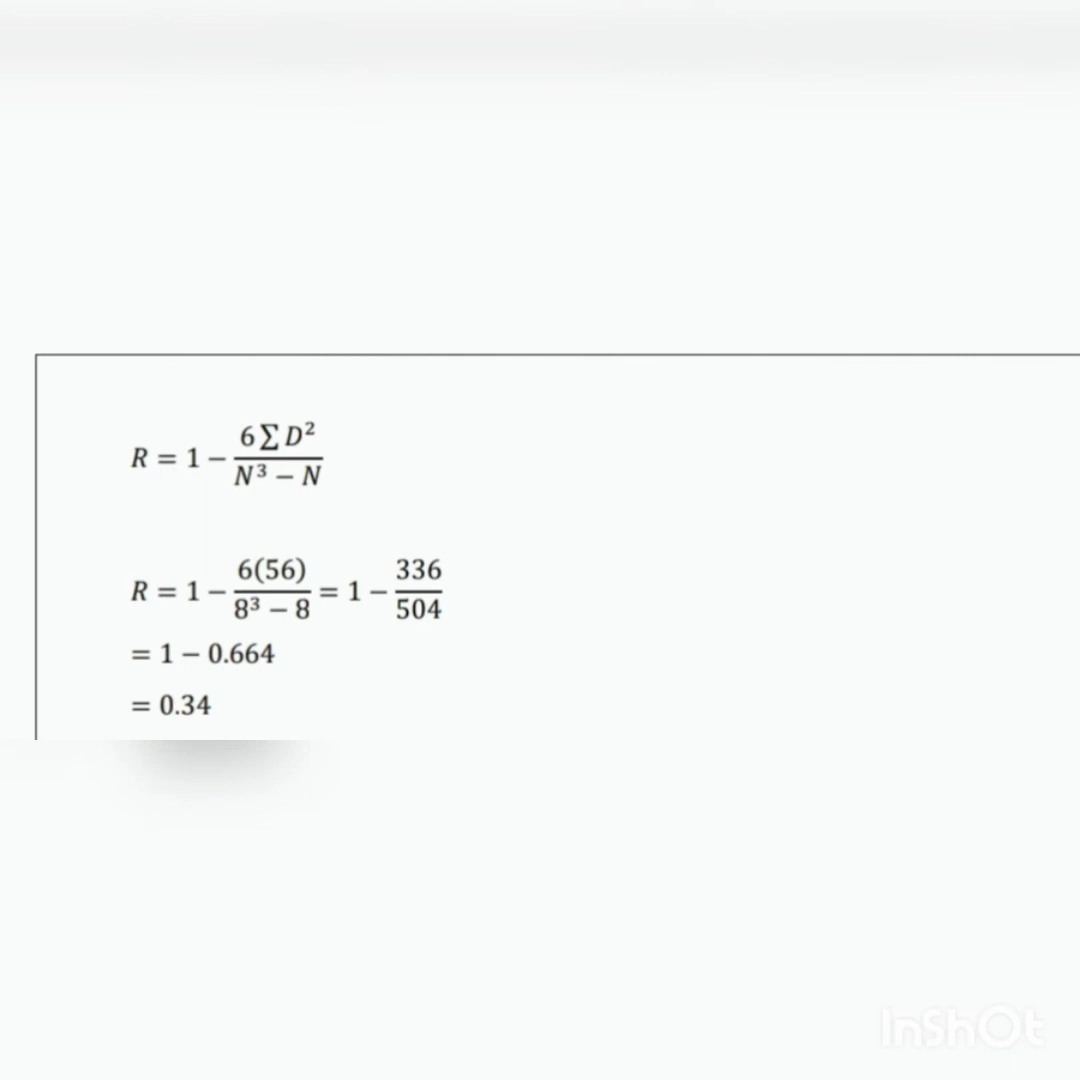 R = 1 − 6 ∑ D² / N³ − N
R = 1 − 6(56) / 8³ − 8 = 1 − 336 / 504
= 1 − 0.664
= 0.34
InShOt